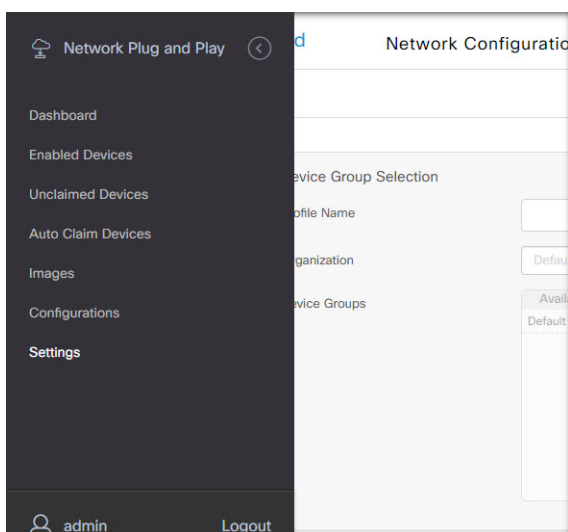 Network Plug and Play
Dashboard
Enabled Devices
Unclaimed Devices
Auto Claim Devices
Images
Configurations
Settings
admin Logout
d Network Configuratio
evice Group Selection
ofile Name
ganization Defau
evice Groups Availa
Default